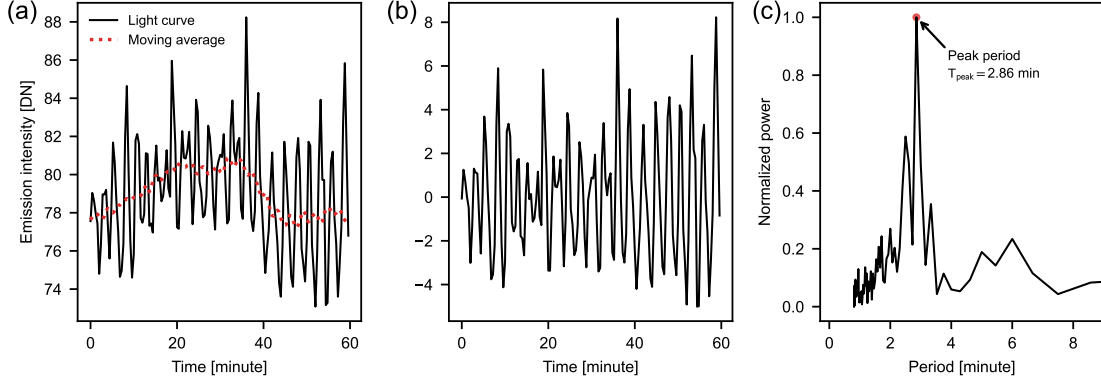 (a)
Light curve
Moving average
Emission intensity [DN]
88
86
84
82
80
78
76
74
0
20
40
60
Time [minute]
(b)
8
6
4
2
0
−2
−4
0
20
40
60
Time [minute]
(c)
Peak period
Tpeak = 2.86 min
Normalized power
1.0
0.8
0.6
0.4
0.2
0.0
0
2
4
6
8
Period [minute]